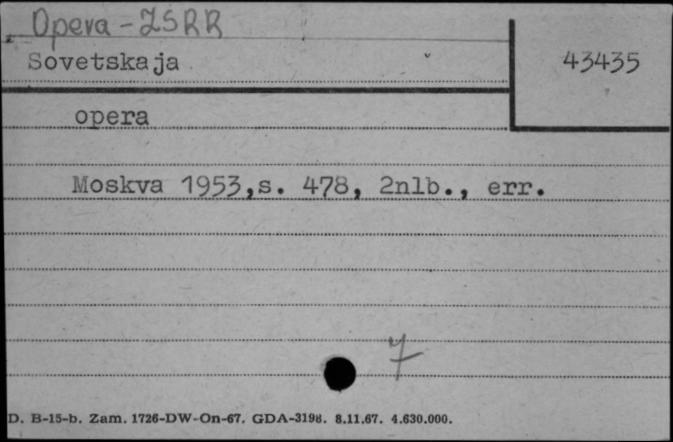 Opera - ZSRR
Sovetskaja
43435
opera
Moskva 1953,s. 478, 2nlb., err.
7
D. B-15-b. Zam. 1726-DW-On-67. GDA-3198. 8.11.67. 4.630.000.